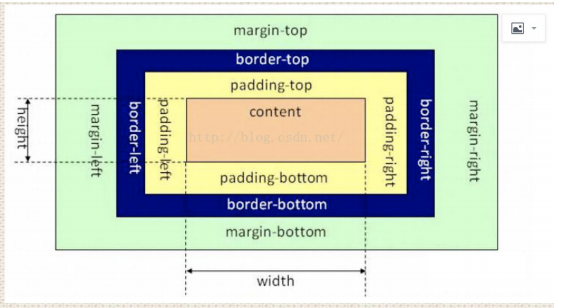 margin-top
border-top
padding-top
content
height
margin-left
border-left
padding-left
http://blog.csdn.net/
padding-right
border-right
margin-right
padding-bottom
border-bottom
margin-bottom
width